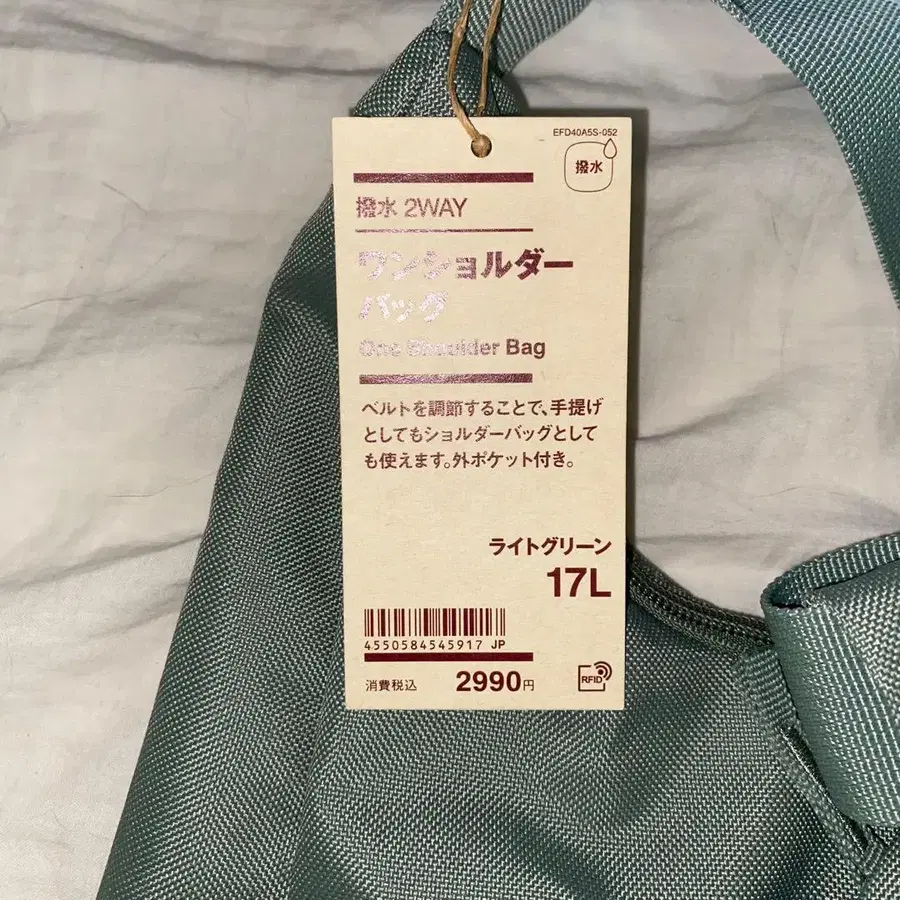 EFD40A5S-052
撥水
撥水 2WAY
ワンショルダー
バッグ
One Shoulder Bag
ベルトを調節することで、手提げ
としてもショルダーバッグとして
も使えます。外ポケット付き。
ライトグリーン
17L
4550584545917 JP
消費税込 2990円
RFID